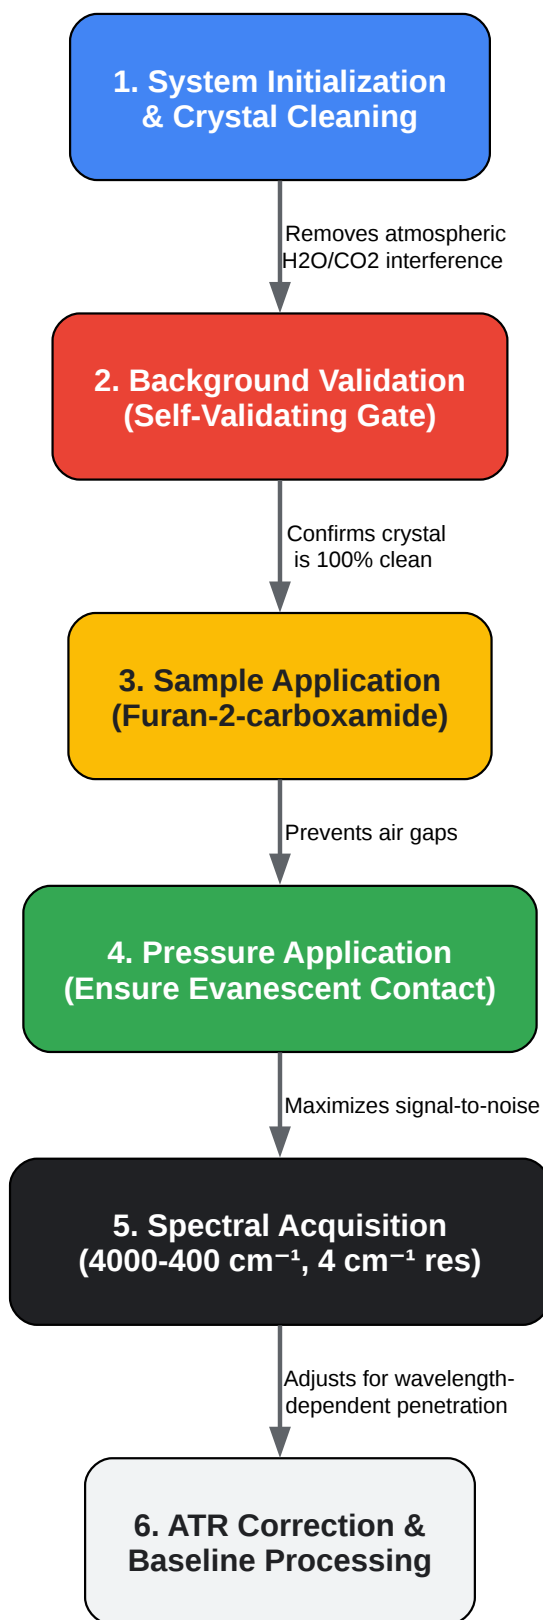 1. System Initialization
& Crystal Cleaning
Removes atmospheric
H2O/CO2 interference
2. Background Validation
(Self-Validating Gate)
Confirms crystal
is 100% clean
3. Sample Application
(Furan-2-carboxamide)
Prevents air gaps
4. Pressure Application
(Ensure Evanescent Contact)
Maximizes signal-to-noise
5. Spectral Acquisition
(4000-400 cm⁻¹, 4 cm⁻¹ res)
Adjusts for wavelength-
dependent penetration
6. ATR Correction &
Baseline Processing